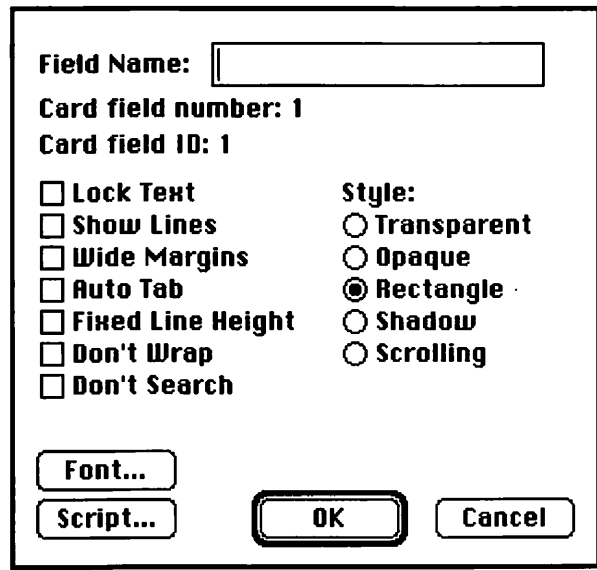 Field Name:
Card field number: 1
Card field ID: 1
Lock Text
Show Lines
Wide Margins
Auto Tab
Fixed Line Height
Don't Wrap
Don't Search
Style:
Transparent
Opaque
Rectangle
Shadow
Scrolling
Font...
Script...
OK
Cancel